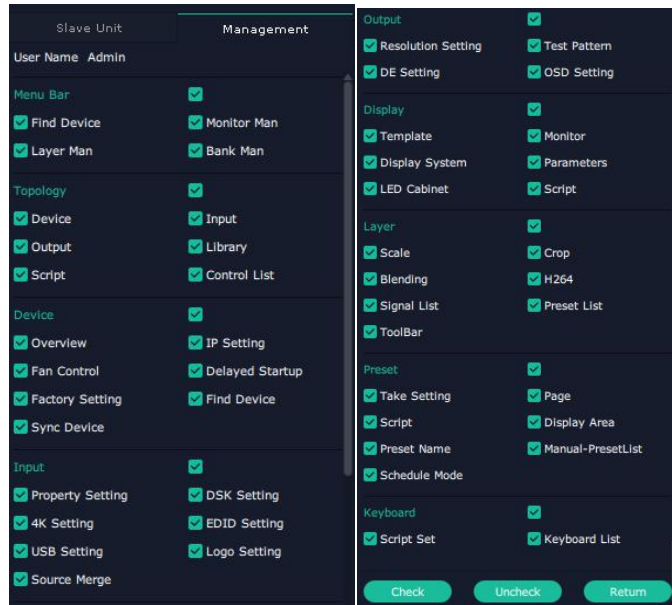 Slave Unit Management
User Name Admin
Menu Bar
Find Device Monitor Man
Layer Man Bank Man
Topology
Device Input
Output Library
Script Control List
Device
Overview IP Setting
Fan Control Delayed Startup
Factory Setting Find Device
Sync Device
Input
Property Setting DSK Setting
4K Setting EDID Setting
USB Setting Logo Setting
Source Merge
Output
Resolution Setting Test Pattern
DE Setting OSD Setting
Display
Template Monitor
Display System Parameters
LED Cabinet Script
Layer
Scale Crop
Blending H264
Signal List Preset List
ToolBar
Preset
Take Setting Page
Script Display Area
Preset Name Manual-PresetList
Schedule Mode
Keyboard
Script Set Keyboard List
Check Uncheck Return